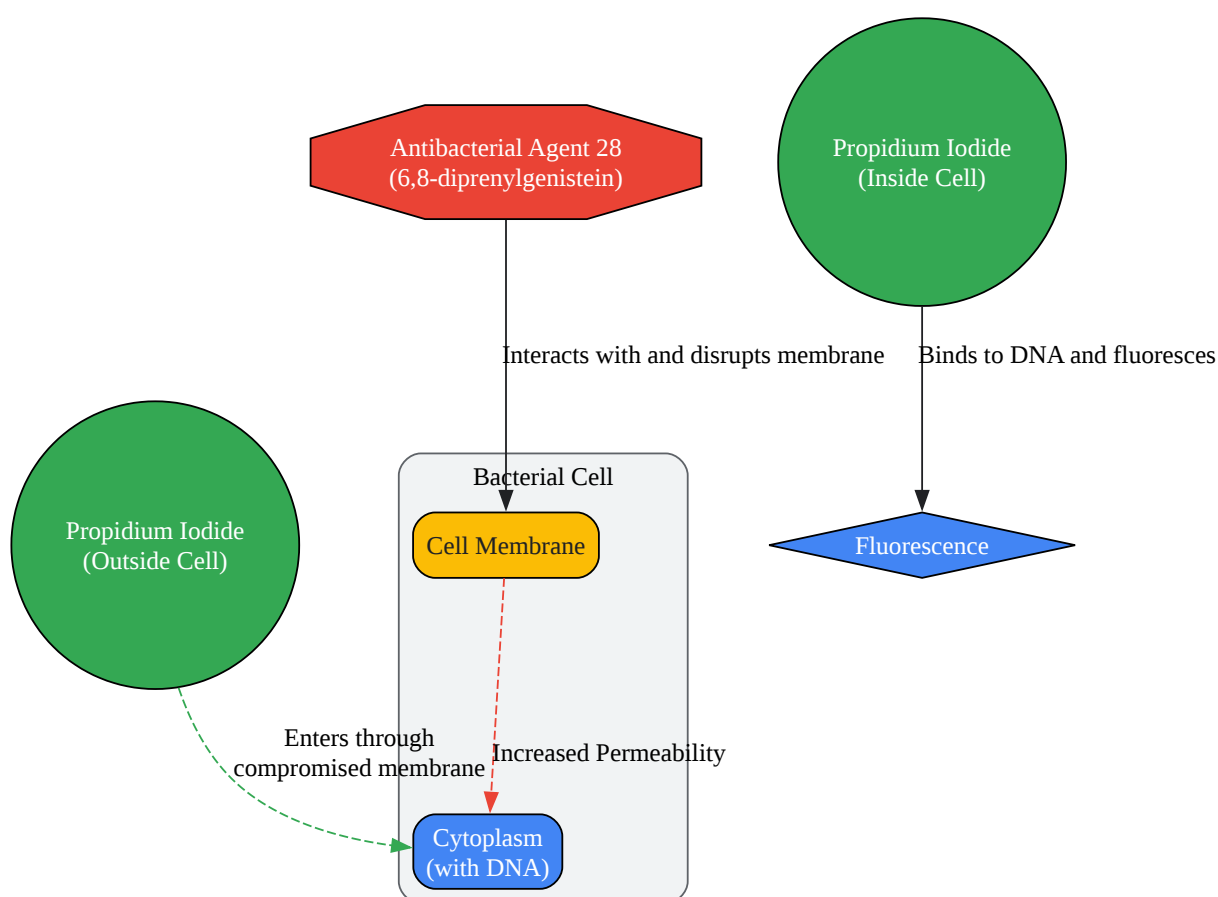 Antibacterial Agent 28
(6,8-diprenylgenistein)
Propidium Iodide
(Inside Cell)
Interacts with and disrupts membrane
Binds to DNA and fluoresces
Propidium Iodide
(Outside Cell)
Bacterial Cell
Cell Membrane
Fluorescence
Enters through
compromised membrane
Increased Permeability
Cytoplasm
(with DNA)